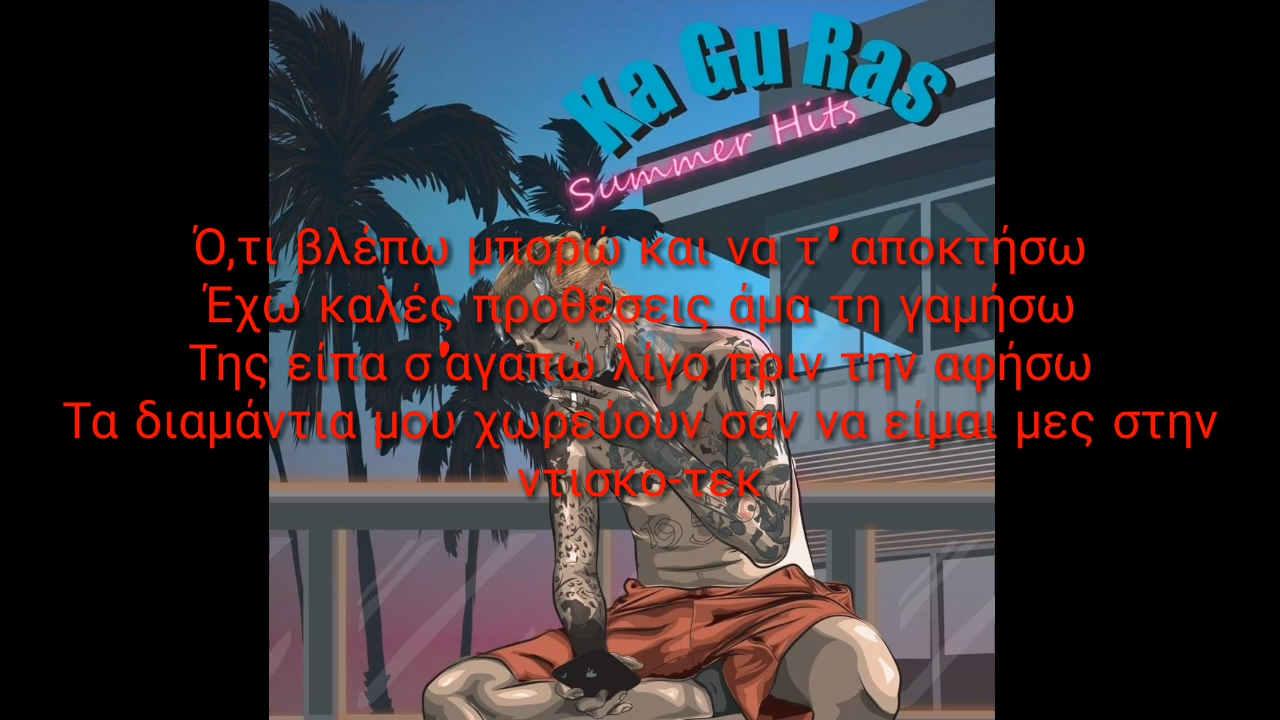 Ka Gu Ras
Summer Hits
Ό,τι βλέπω μπορώ και να τ' αποκτήσω
Έχω καλές προθέσεις άμα τη γαμήσω
Της είπα σ'αγαπώ λίγο πριν την αφήσω
Τα διαμάντια μου χωρεύουν σαν να είμαι μες στην
ντισκο-τεκ